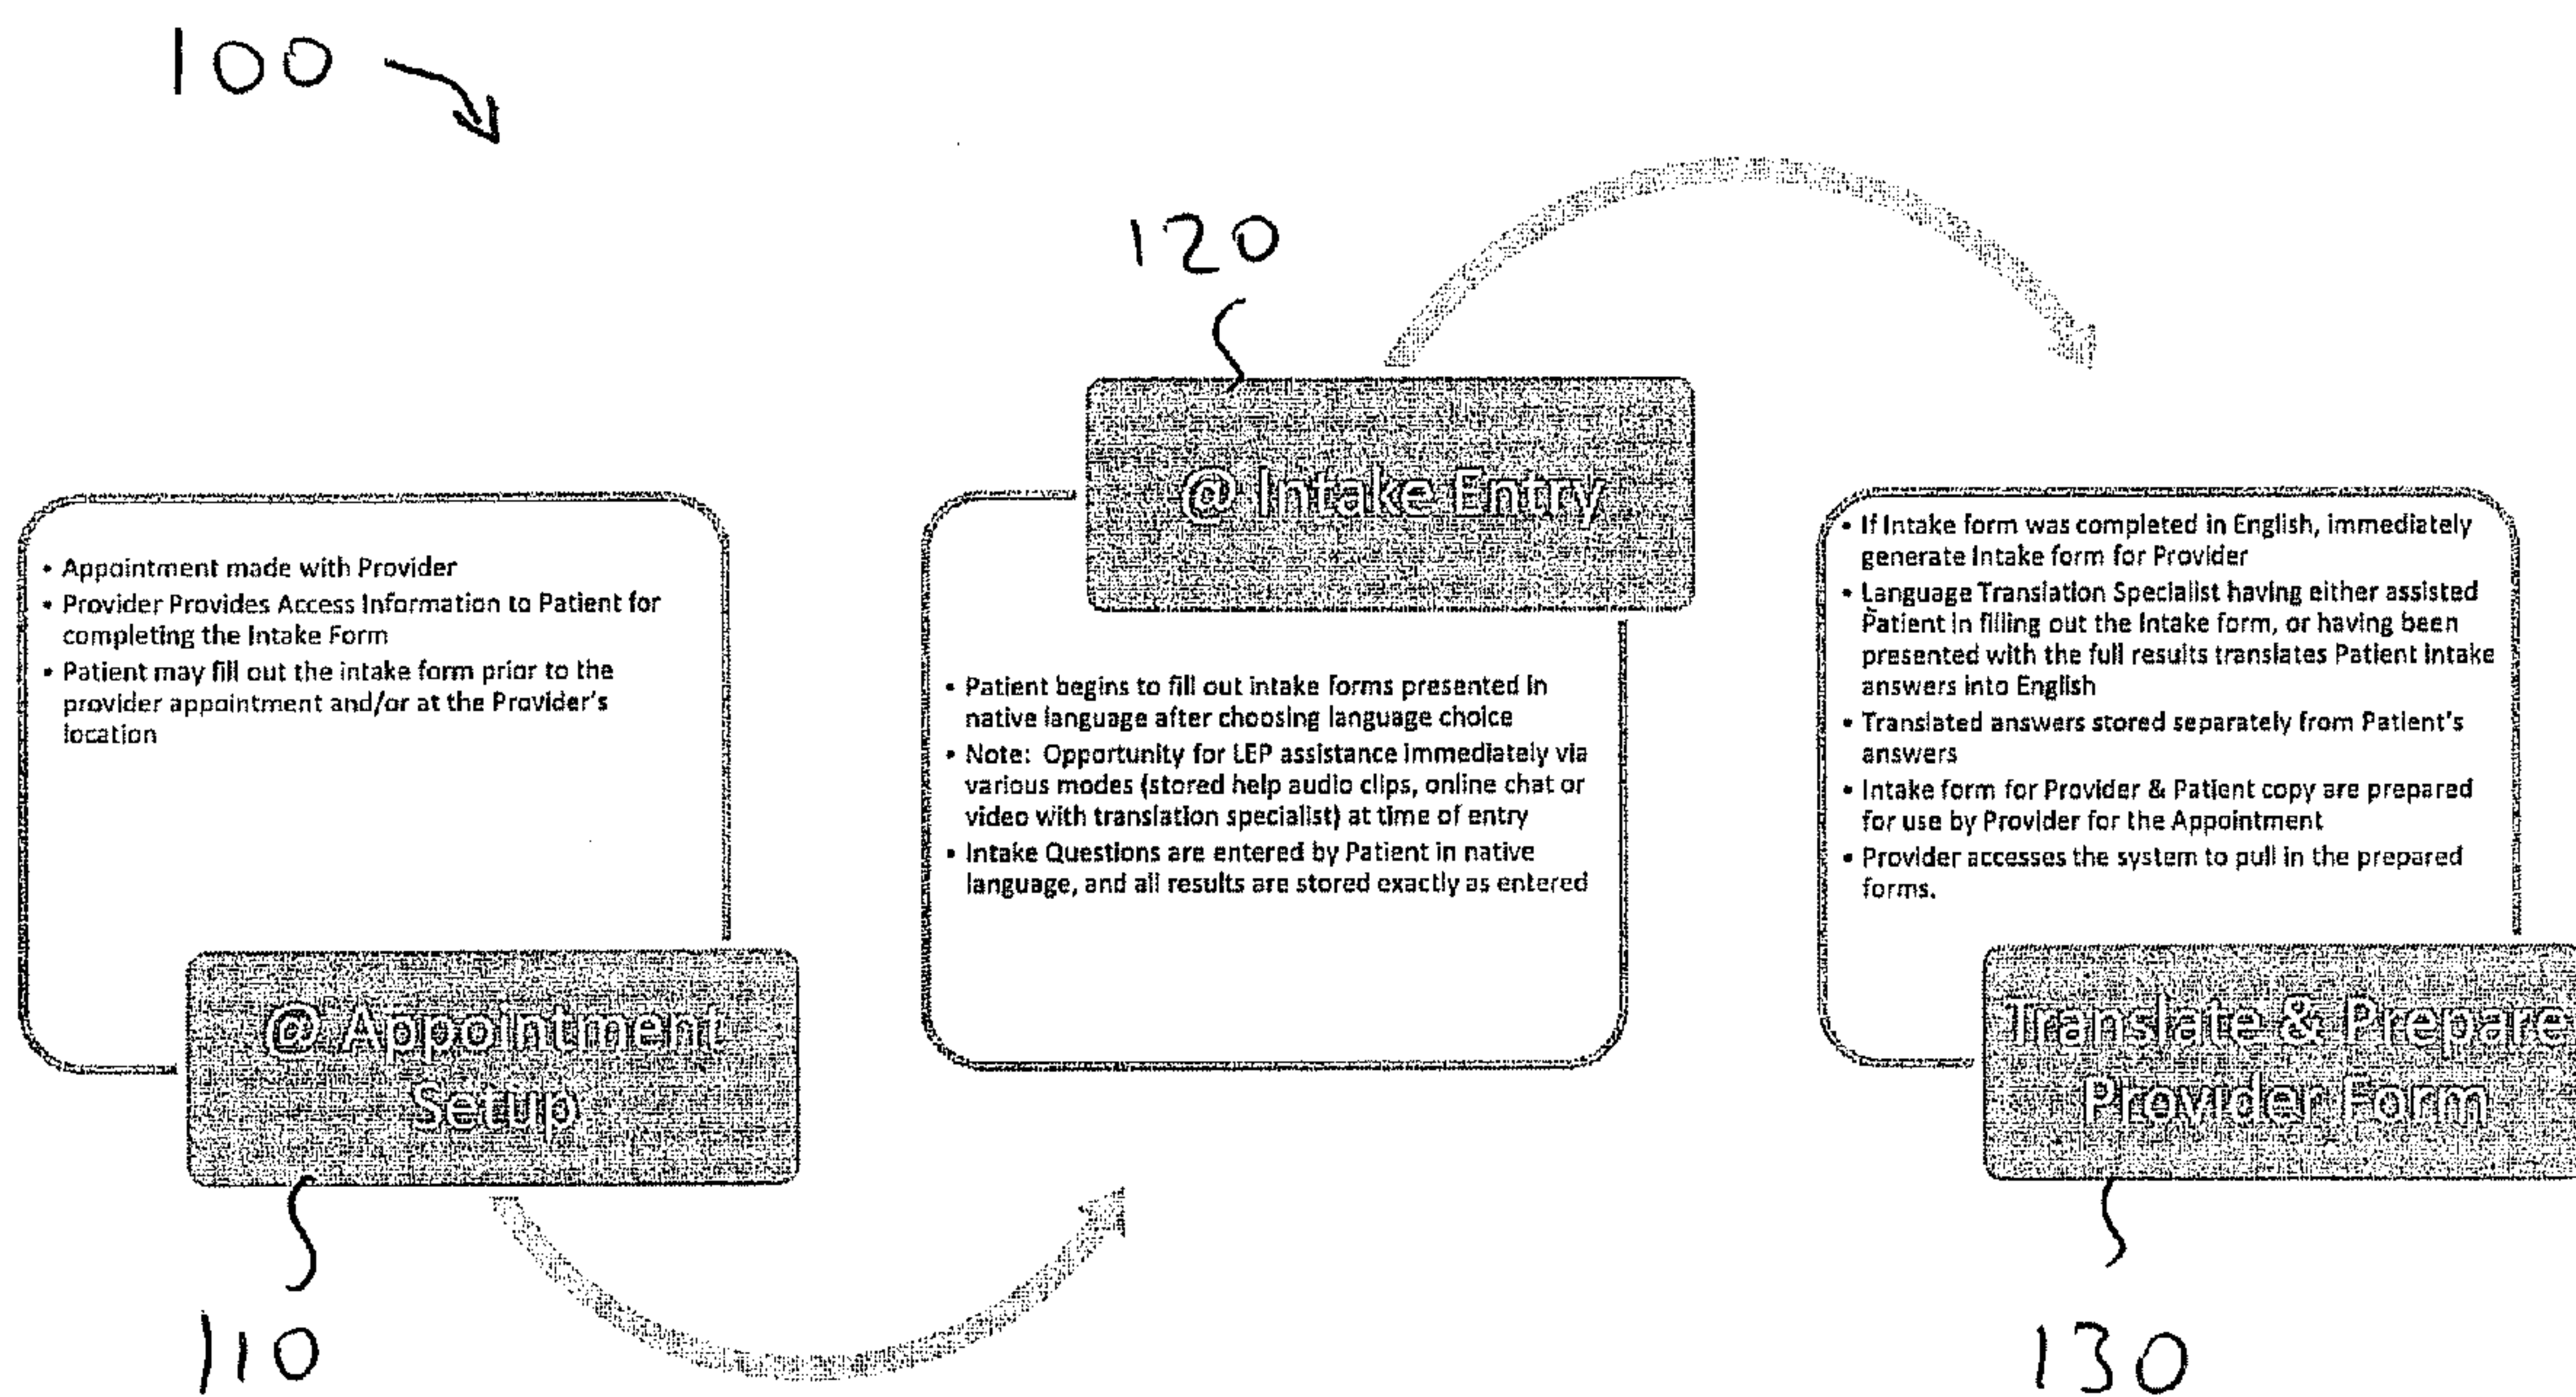 100
120
@ Intake Entry
• Appointment made with Provider
• Provider Provides Access Information to Patient for
completing the Intake Form
• Patient may fill out the intake form prior to the
provider appointment and/or at the Provider's
location
@ Appointment
Setup
110
• Patient begins to fill out intake forms presented in
native language after choosing language choice
• Note: Opportunity for LEP assistance immediately via
various modes (stored help audio clips, online chat or
video with translation specialist) at time of entry
• Intake Questions are entered by Patient in native
language, and all results are stored exactly as entered
• If Intake form was completed in English, immediately
generate Intake form for Provider
• Language Translation Specialist having either assisted
Patient in filling out the Intake form, or having been
presented with the full results translates Patient intake
answers into English
• Translated answers stored separately from Patient's
answers
• Intake form for Provider & Patient copy are prepared
for use by Provider for the Appointment
• Provider accesses the system to pull in the prepared
forms.
Translate & Prepare
Provider Form
130